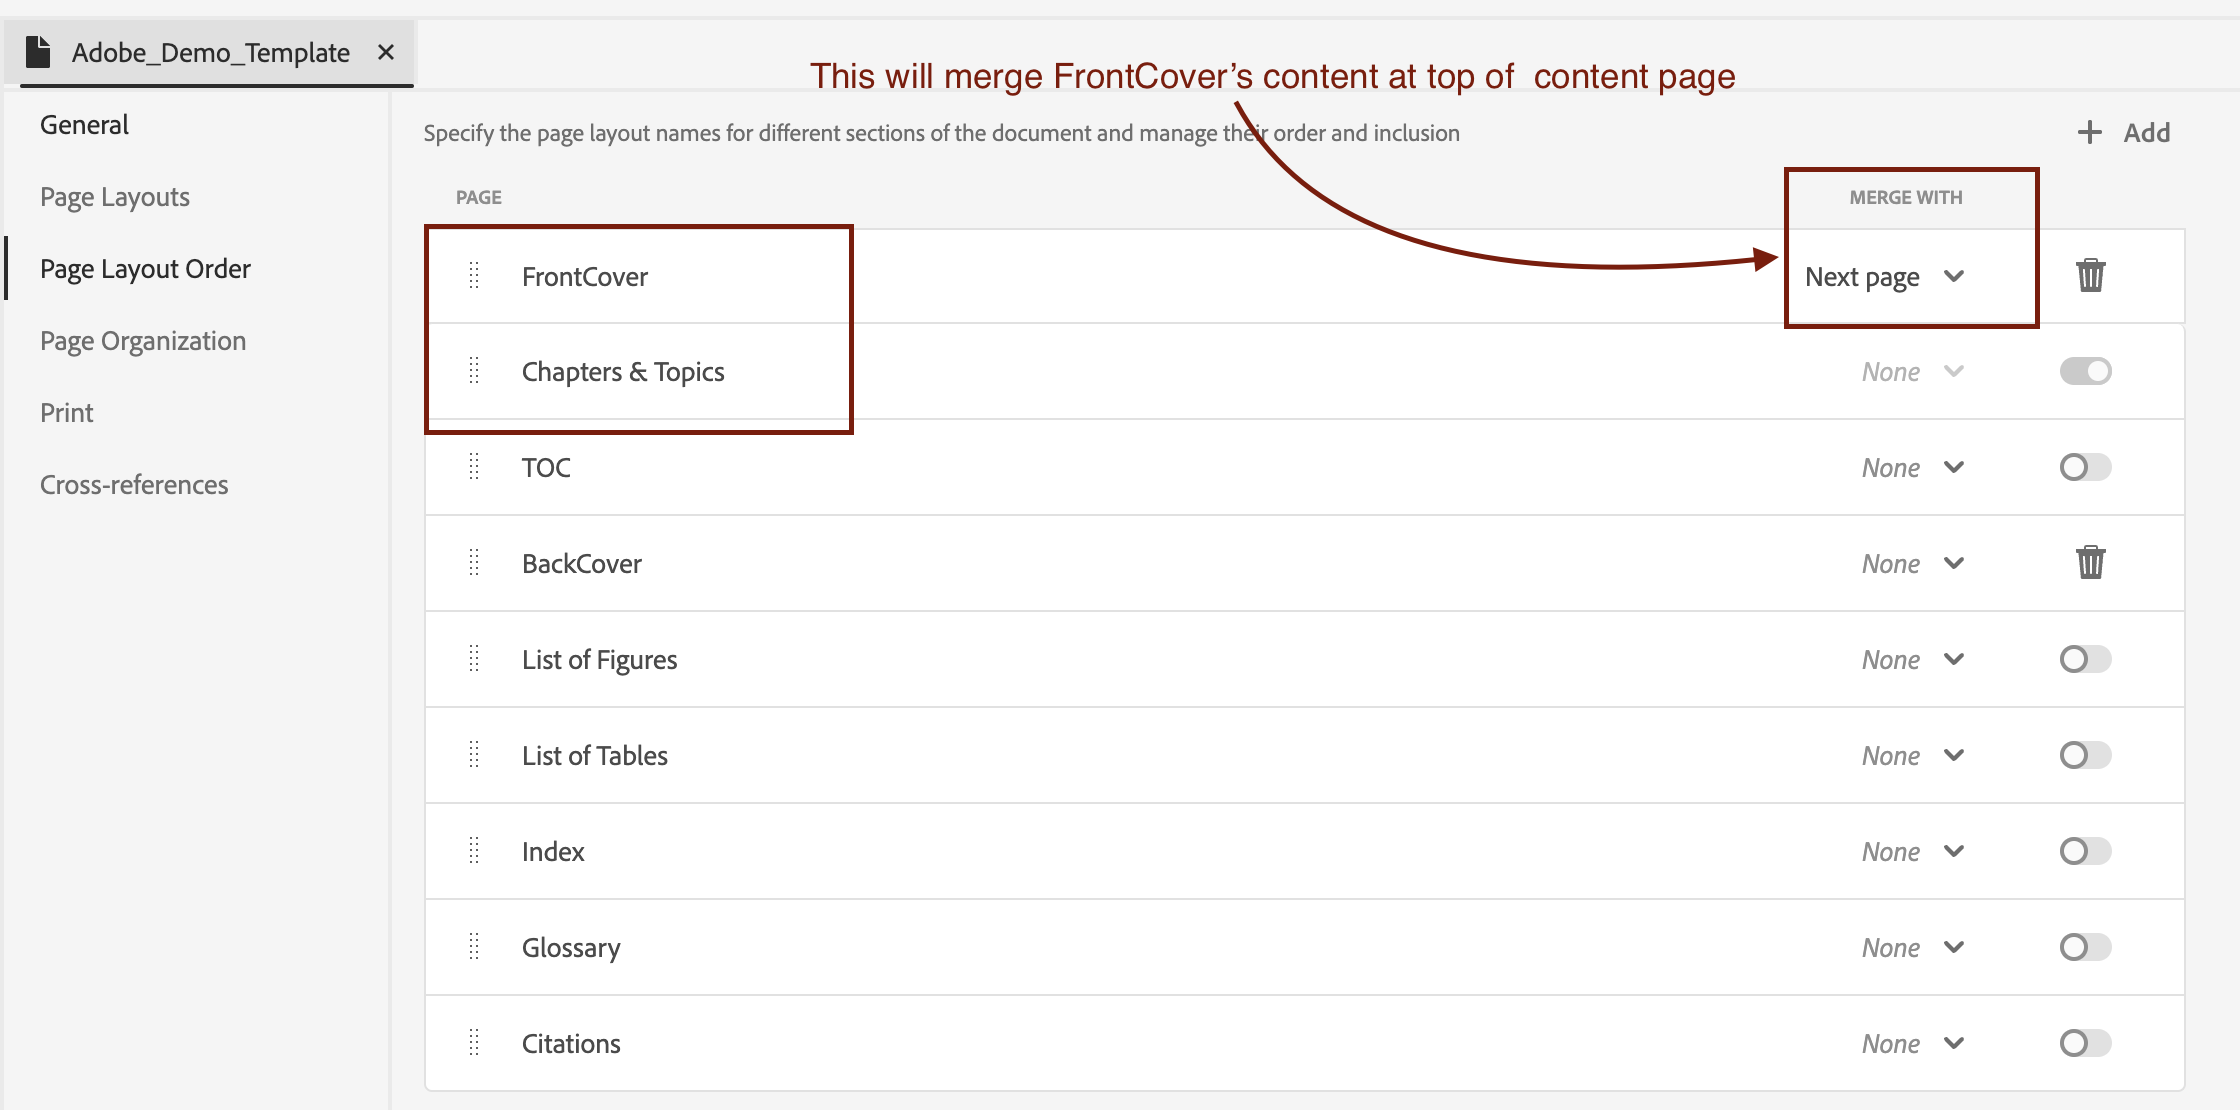 Adobe_Demo_Template
This will merge FrontCover’s content at top of  content page
General
Page Layouts
Page Layout Order
Page Organization
Print
Cross-references
Specify the page layout names for different sections of the document and manage their order and inclusion
Add
PAGE
MERGE WITH
FrontCover
Next page
Chapters & Topics
None
TOC
None
BackCover
None
List of Figures
None
List of Tables
None
Index
None
Glossary
None
Citations
None